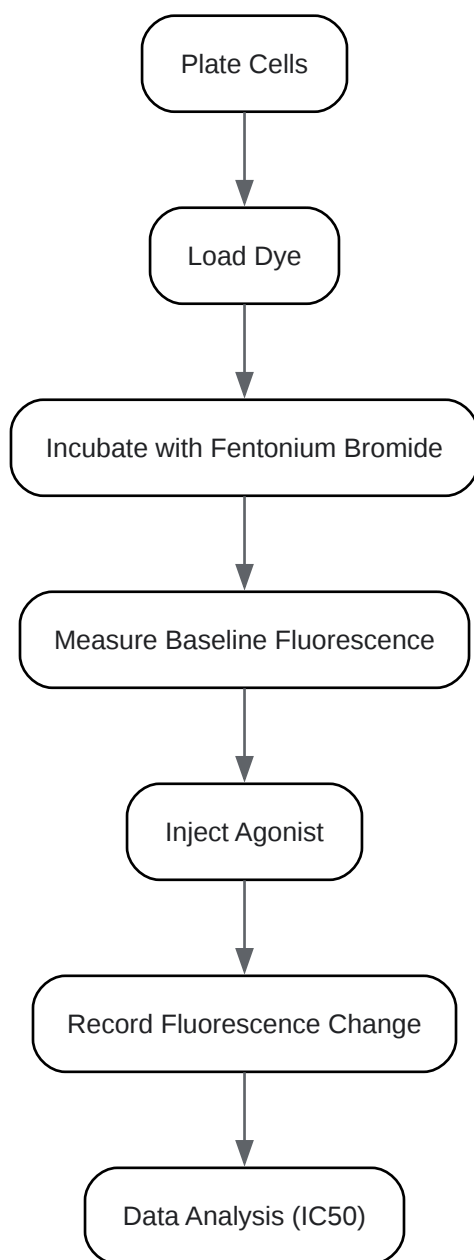 Plate Cells
Load Dye
Incubate with Fentonium Bromide
Measure Baseline Fluorescence
Inject Agonist
Record Fluorescence Change
Data Analysis (IC50)